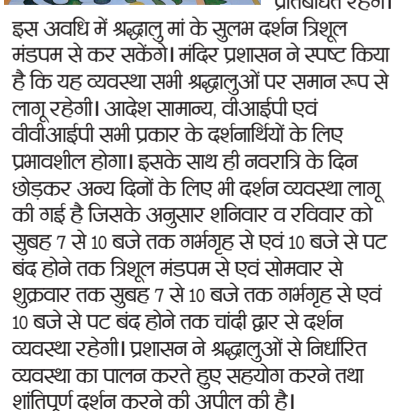 प्रतिबंधित रहेगा।
इस अवधि में श्रद्धालु मां के सुलभ दर्शन त्रिशूल
मंडपम से कर सकेंगे। मंदिर प्रशासन ने स्पष्ट किया
है कि यह व्यवस्था सभी श्रद्धालुओं पर समान रूप से
लागू रहेगी। आदेश सामान्य, वीआईपी एवं
वीवीआईपी सभी प्रकार के दर्शनार्थियों के लिए
प्रभावशील होगा। इसके साथ ही नवरात्रि के दिन
छोड़कर अन्य दिनों के लिए भी दर्शन व्यवस्था लागू
की गई है जिसके अनुसार शनिवार व रविवार को
सुबह 7 से 10 बजे तक गर्भगृह से एवं 10 बजे से पट
बंद होने तक त्रिशूल मंडपम से एवं सोमवार से
शुक्रवार तक सुबह 7 से 10 बजे तक गर्भगृह से एवं
10 बजे से पट बंद होने तक चांदी द्वार से दर्शन
व्यवस्था रहेगी। प्रशासन ने श्रद्धालुओं से निर्धारित
व्यवस्था का पालन करते हुए सहयोग करने तथा
शांतिपूर्ण दर्शन करने की अपील की है।